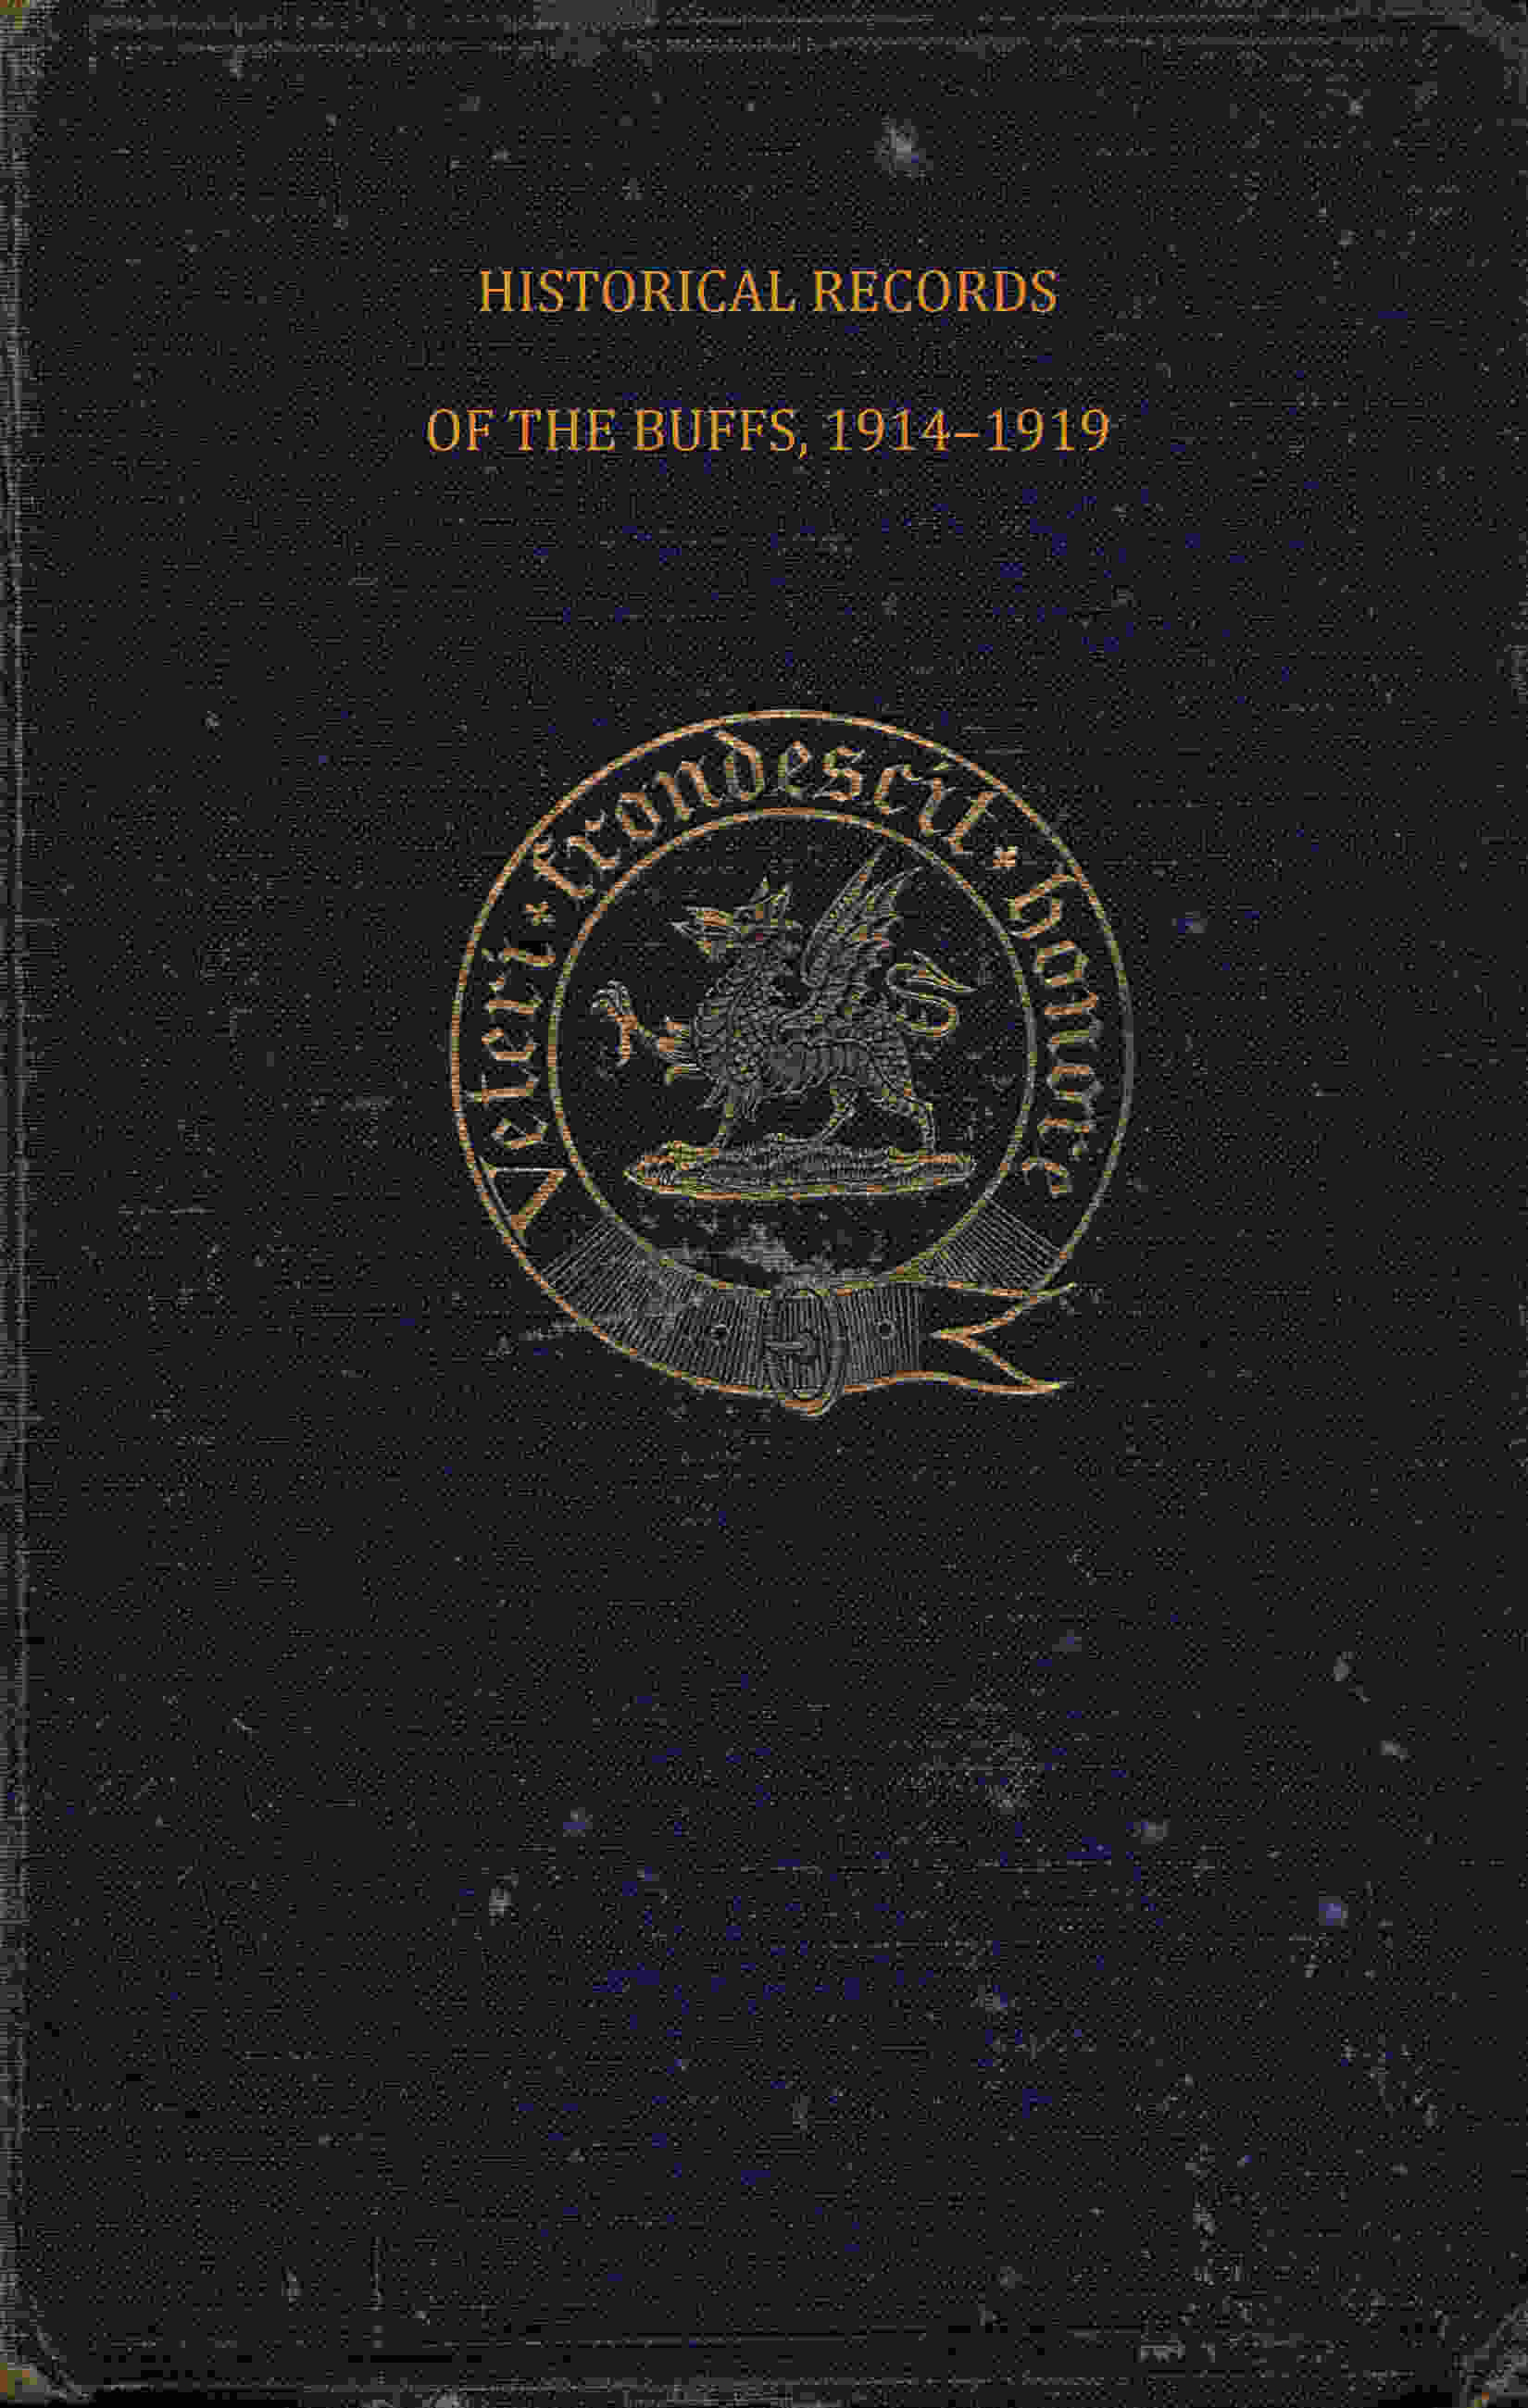 HISTORICAL RECORDS
OF THE BUFFS, 1914–1919
Veteri · frondescit · honore